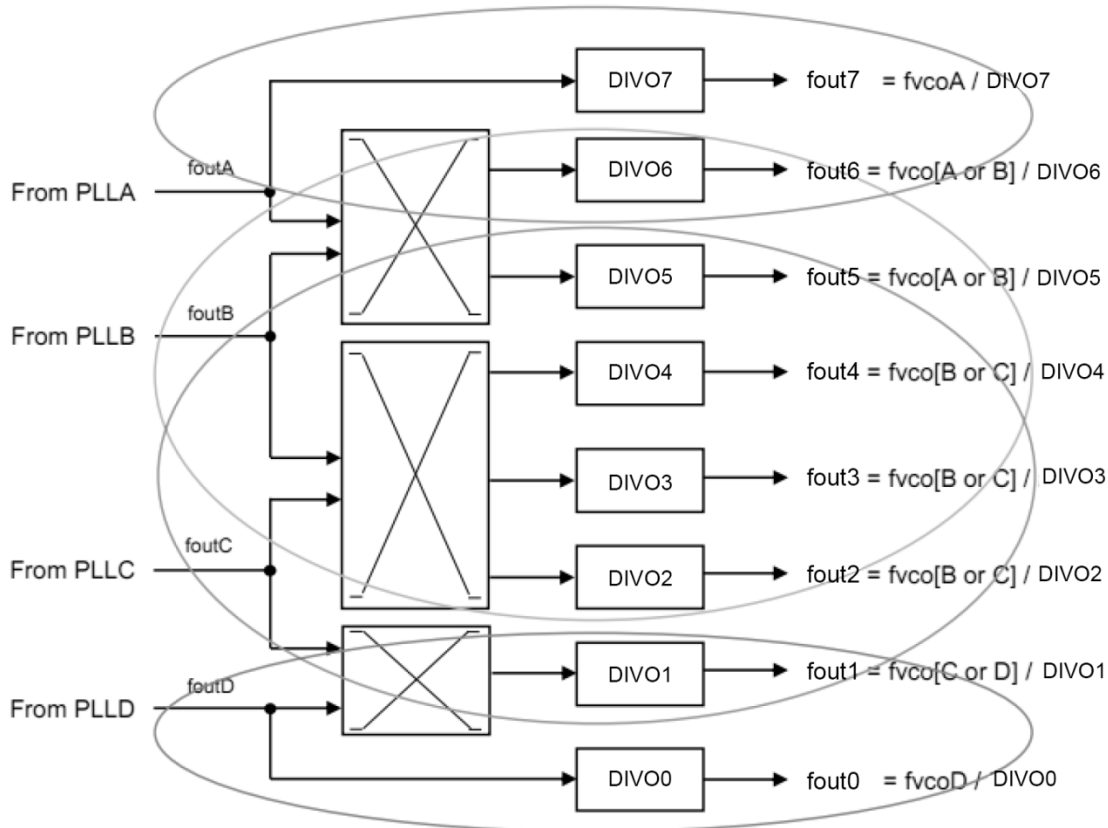 DIVO7 fout7 = fvcoA / DIVO7
foutA
From PLLA
DIVO6 fout6 = fvco[A or B] / DIVO6
DIVO5 fout5 = fvco[A or B] / DIVO5
foutB
From PLLB
DIVO4 fout4 = fvco[B or C] / DIVO4
DIVO3 fout3 = fvco[B or C] / DIVO3
foutC
From PLLC
DIVO2 fout2 = fvco[B or C] / DIVO2
DIVO1 fout1 = fvco[C or D] / DIVO1
foutD
From PLLD
DIVO0 fout0 = fvcoD / DIVO0